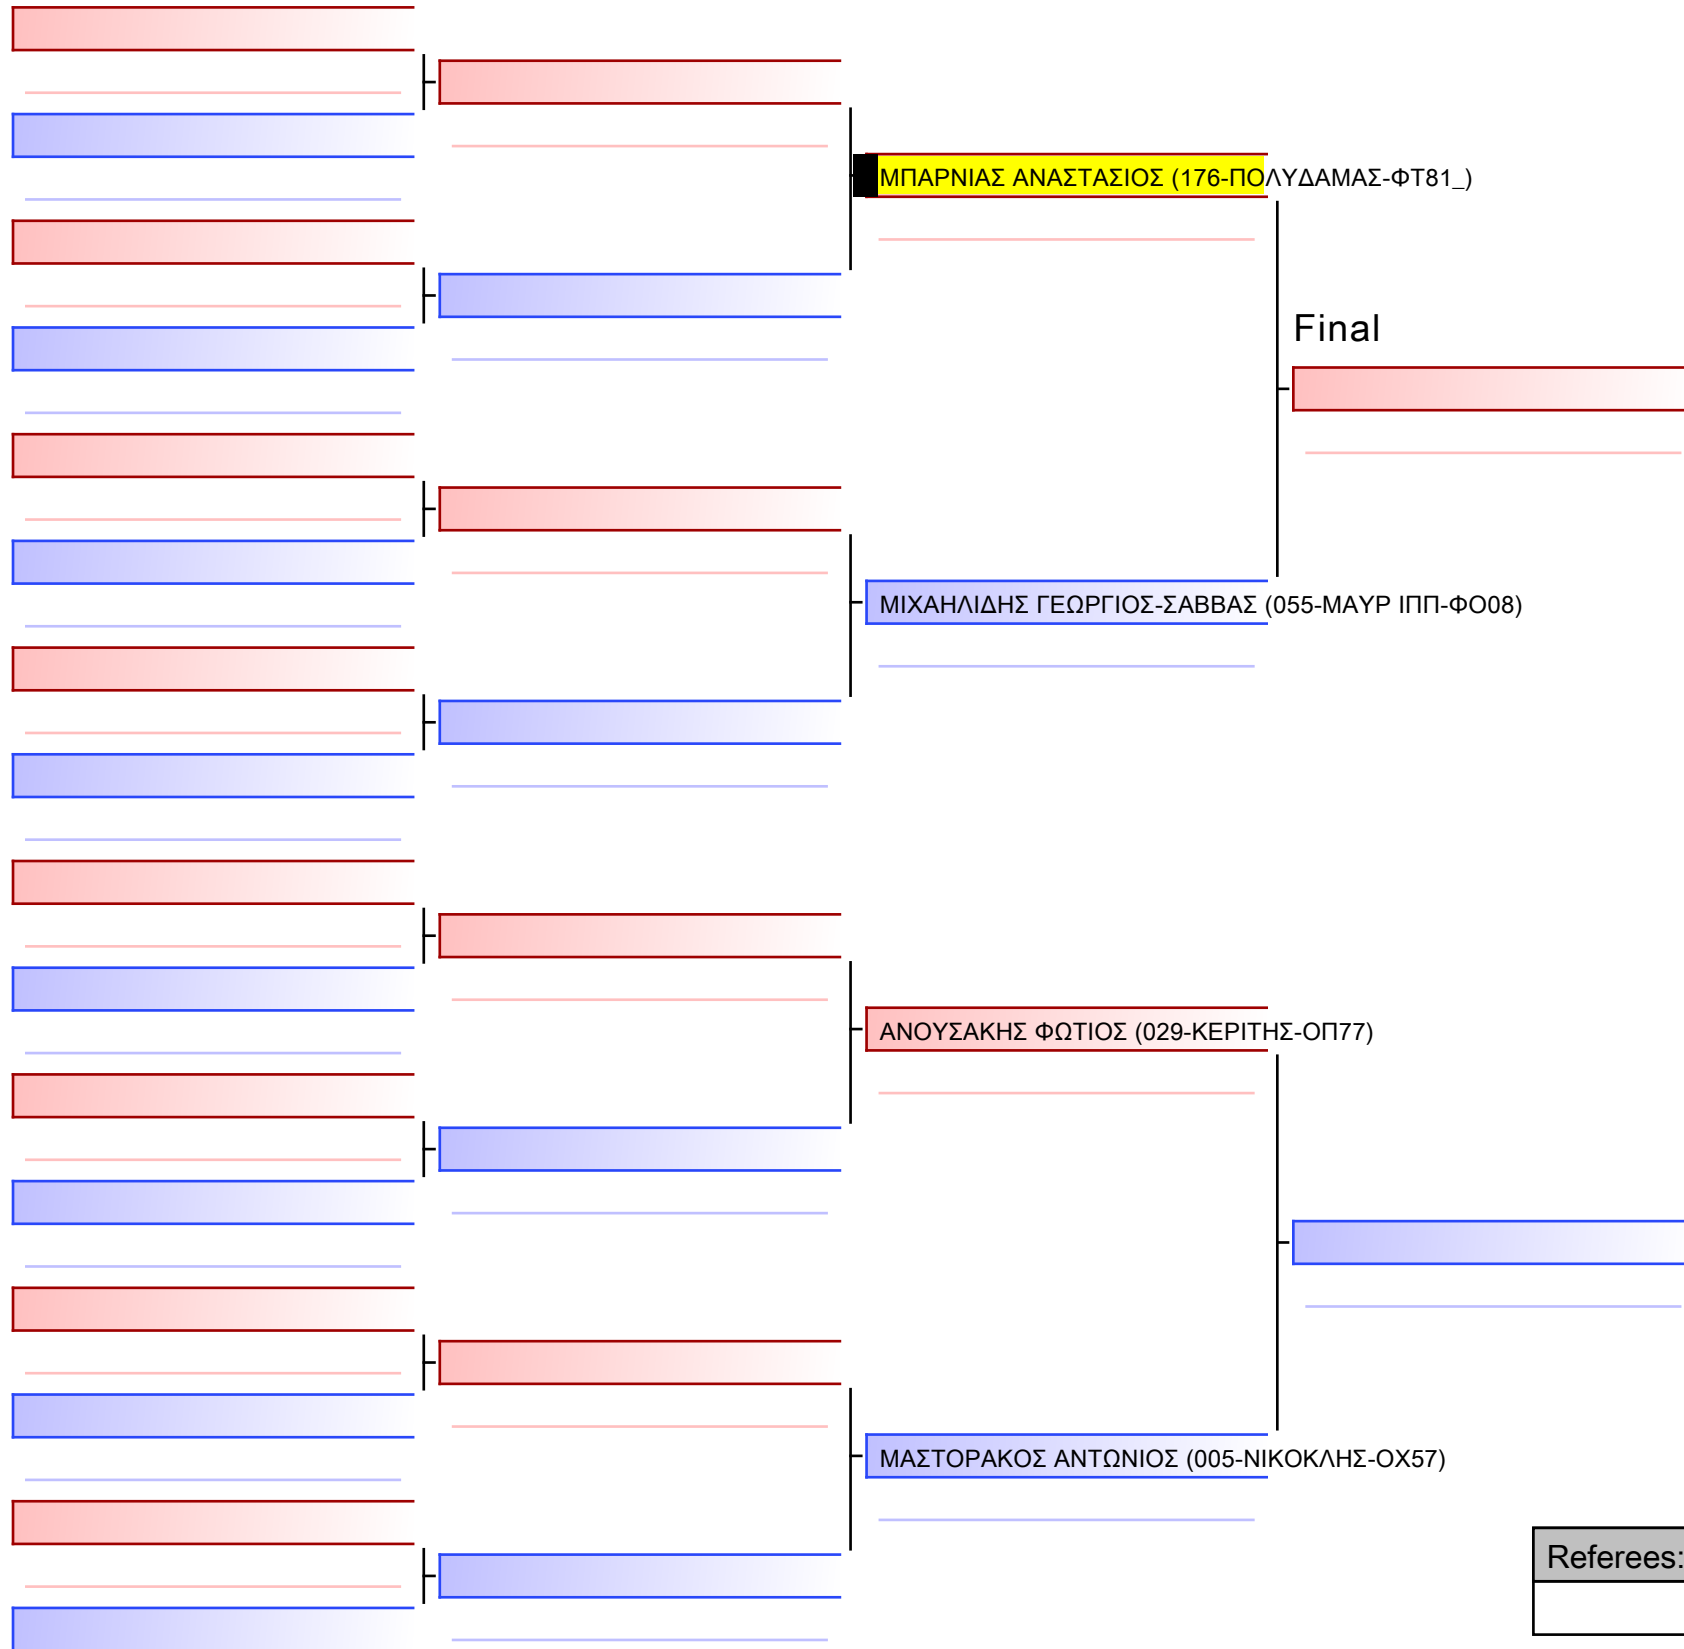 ΜΠΑΡΝΙΑΣ ΑΝΑΣΤΑΣΙΟΣ (176-ΠΟΛΥΔΑΜΑΣ-ΦΤ81_)
Final
ΜΙΧΑΗΛΙΔΗΣ ΓΕΩΡΓΙΟΣ-ΣΑΒΒΑΣ (055-ΜΑΥΡ ΙΠΠ-ΦΟ08)
ΑΝΟΥΣΑΚΗΣ ΦΩΤΙΟΣ (029-ΚΕΡΙΤΗΣ-ΟΠ77)
ΜΑΣΤΟΡΑΚΟΣ ΑΝΤΩΝΙΟΣ (005-ΝΙΚΟΚΛΗΣ-ΟΧ57)
Referees: